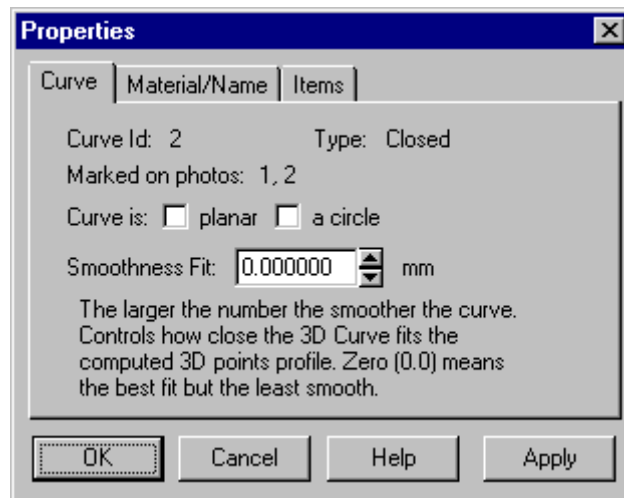 Properties
Curve Material/Name Items
Curve Id: 2 Type: Closed
Marked on photos: 1, 2
Curve is: planar a circle
Smoothness Fit: 0.000000 mm
The larger the number the smoother the curve.
Controls how close the 3D Curve fits the
computed 3D points profile. Zero (0.0) means
the best fit but the least smooth.
OK Cancel Help Apply